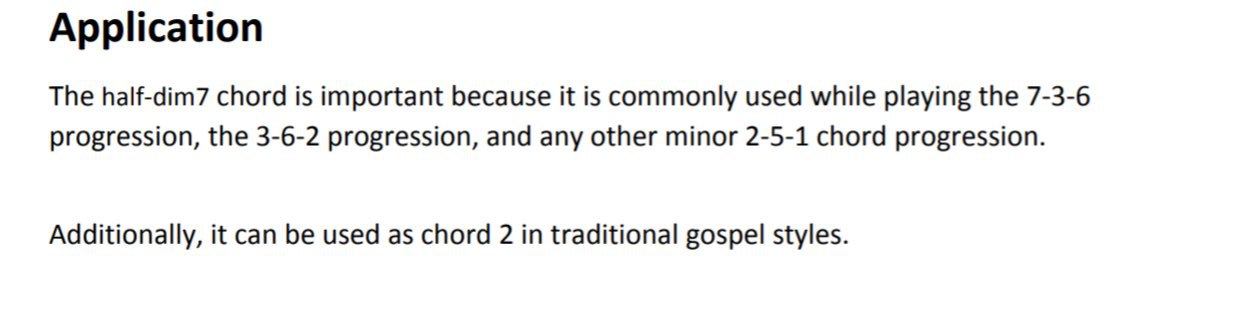 Application
The half-dim7 chord is important because it is commonly used while playing the 7-3-6
progression, the 3-6-2 progression, and any other minor 2-5-1 chord progression.
Additionally, it can be used as chord 2 in traditional gospel styles.